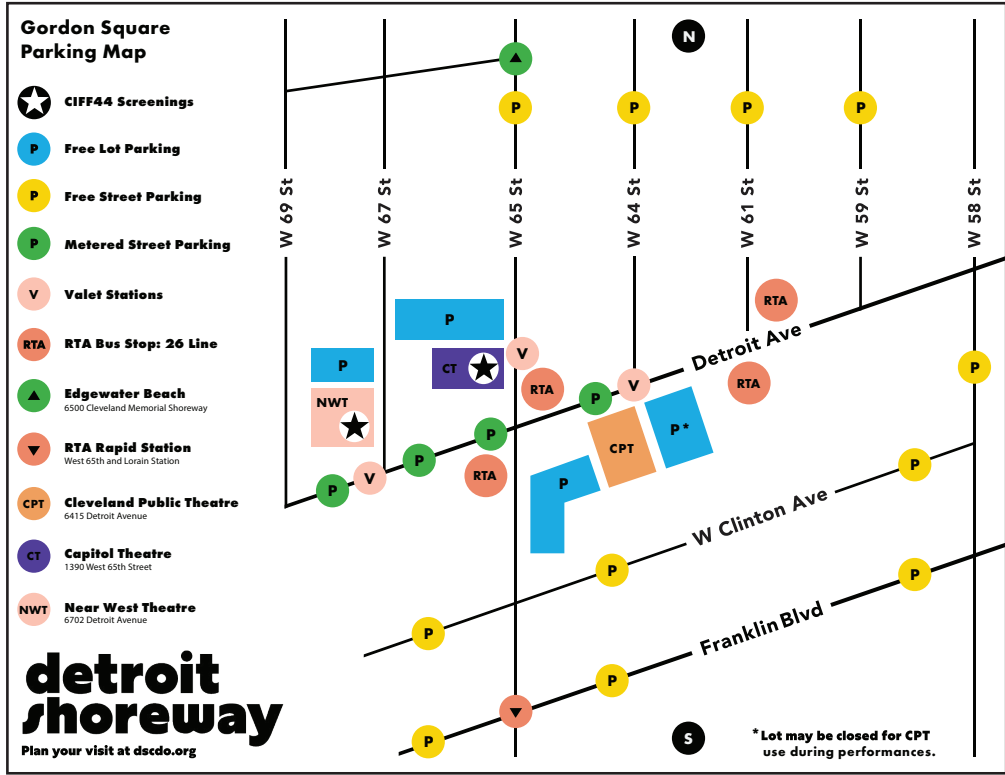 Gordon Square
Parking Map
CIFF44 Screenings
P
Free Lot Parking
P
Free Street Parking
P
Metered Street Parking
V
Valet Stations
RTA
RTA Bus Stop: 26 Line
Edgewater Beach
6500 Cleveland Memorial Shoreway
RTA Rapid Station
West 65th and Lorain Station
CPT
Cleveland Public Theatre
6415 Detroit Avenue
CT
Capitol Theatre
1390 West 65th Street
NWT
Near West Theatre
6702 Detroit Avenue
detroit
shoreway
Plan your visit at dscdo.org
N
P
P
P
P
W 69 St
W 67 St
W 65 St
W 64 St
W 61 St
W 59 St
W 58 St
RTA
P
Detroit Ave
V
P
CT
P
RTA
V
RTA
P
NWT
P
P*
P
CPT
P
V
P
RTA
P
P
W Clinton Ave
P
P
P
Franklin Blvd
P
P
S
*Lot may be closed for CPT
use during performances.